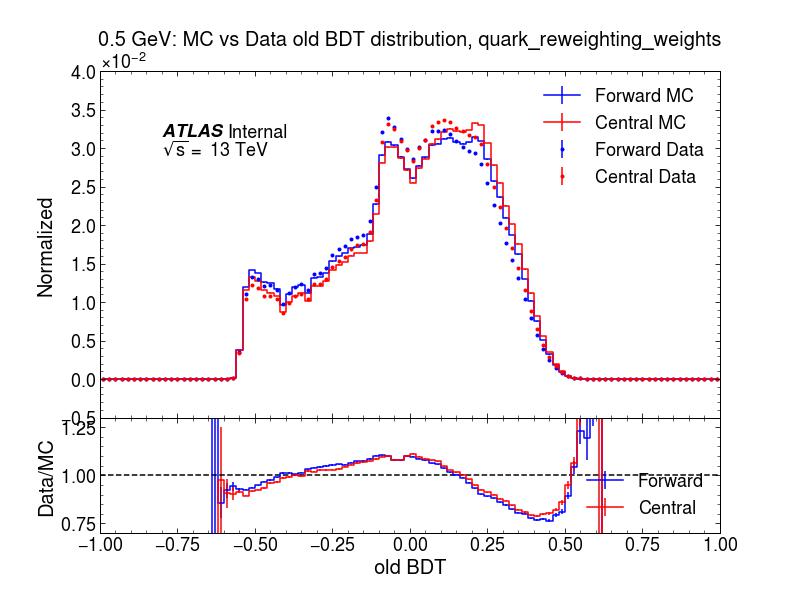 0.5 GeV: MC vs Data old BDT distribution, quark_reweighting_weights
×10⁻²
4.0
3.5
3.0
2.5
2.0
1.5
1.0
0.5
0.0
0.5
Normalized
ATLAS Internal
√s = 13 TeV
Forward MC
Central MC
Forward Data
Central Data
1.25
1.00
0.75
Data/MC
Forward
Central
−1.00 −0.75 −0.50 −0.25 0.00 0.25 0.50 0.75 1.00
old BDT